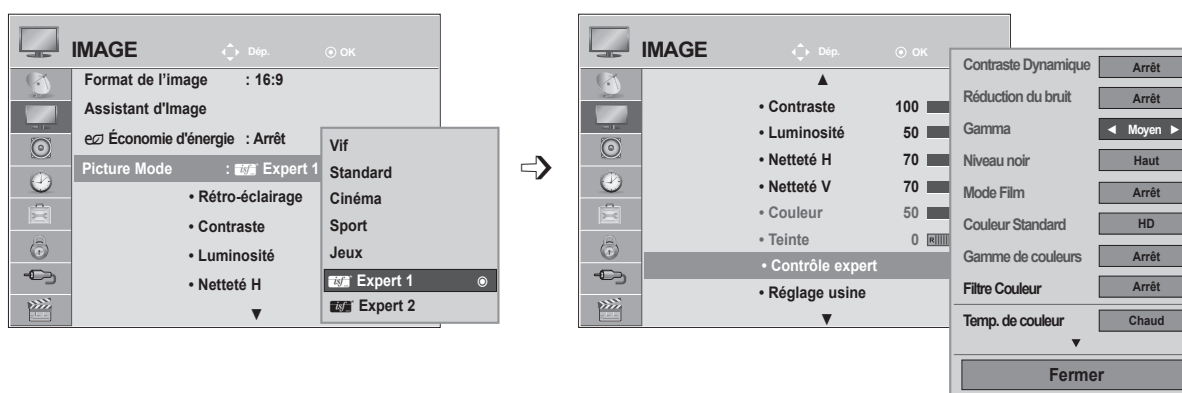 IMAGE Dép. OK
Format de l’image : 16:9
Assistant d'Image
Économie d'énergie : Arrêt
Picture Mode : isf Expert 1
• Rétro-éclairage
• Contraste
• Luminosité
• Netteté H
▼
Vif
Standard
Cinéma
Sport
Jeux
isf Expert 1
isf Expert 2
IMAGE Dép. OK
▲
• Contraste 100
• Luminosité 50
• Netteté H 70
• Netteté V 70
• Couleur 50
• Teinte 0 R
• Contrôle expert
• Réglage usine
▼
Contraste Dynamique Arrêt
Réduction du bruit Arrêt
Gamma ◄ Moyen ►
Niveau noir Haut
Mode Film Arrêt
Couleur Standard HD
Gamme de couleurs Arrêt
Filtre Couleur Arrêt
Temp. de couleur Chaud
▼
Fermer